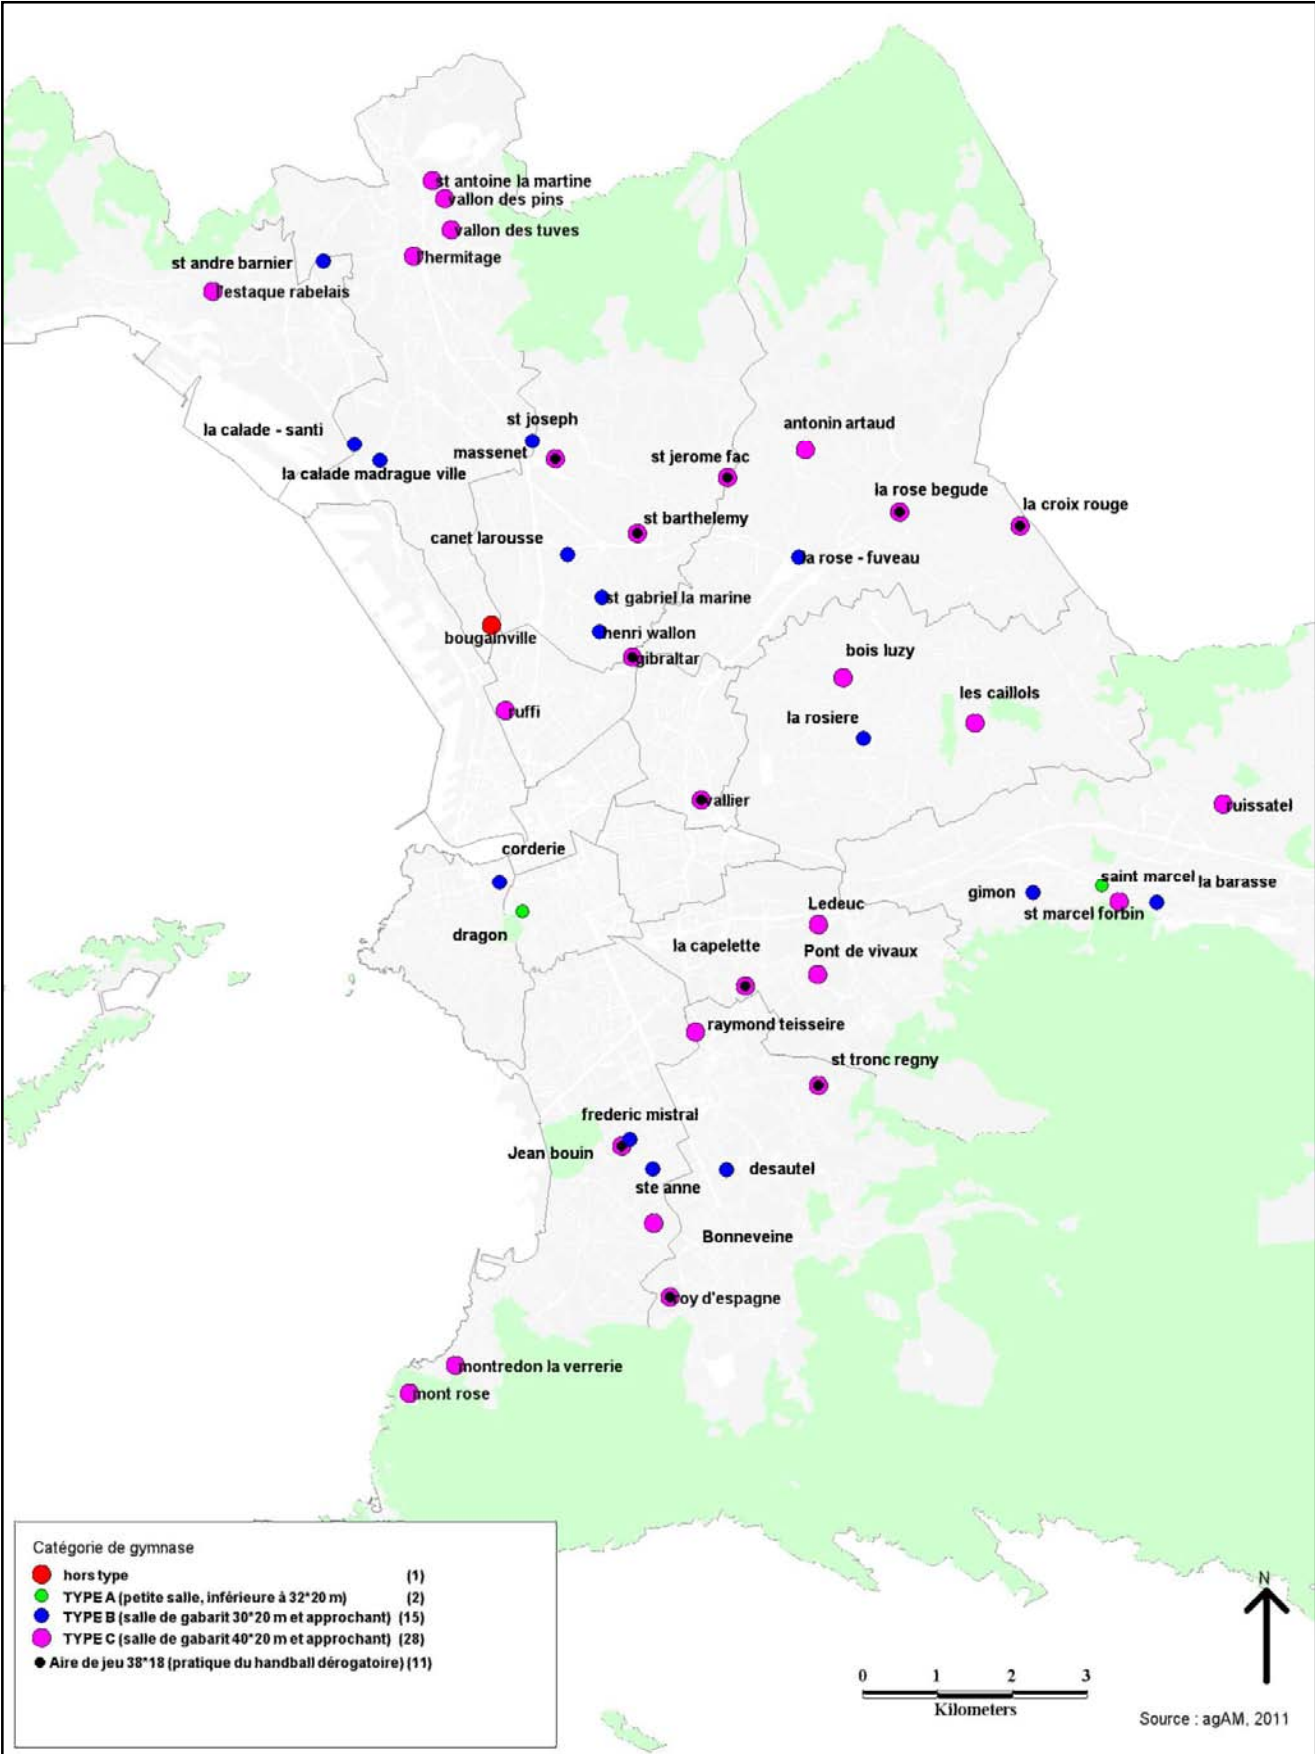 st antoine la martine
vallon des pins
vallon des tuves
l'hermitage
st andre barnier
l'estaque rabelais
st joseph
antonin artaud
la calade - santi
massenet
st jerome fac
la calade madrague ville
la rose begude
la croix rouge
st barthelemy
canet larousse
la rose - fuveau
st gabriel la marine
henri wallon
bougainville
gibraltar
bois luzy
les caillols
ruffi
la rosiere
vallier
ruissatel
corderie
saint marcel
la barasse
gimon
Ledeuc
st marcel forbin
dragon
la capelette
Pont de vivaux
raymond teisseire
st tronc regny
frederic mistral
Jean bouin
desautel
ste anne
Bonneveine
roy d'espagne
montredon la verrerie
mont rose
Catégorie de gymnase
hors type (1)
TYPE A (petite salle, inférieure à 32*20 m) (2)
TYPE B (salle de gabarit 30*20 m et approchant) (15)
TYPE C (salle de gabarit 40*20 m et approchant) (28)
Aire de jeu 38*18 (pratique du handball dérogatoire) (11)
N
0 1 2 3
Kilometers
Source : agAM, 2011